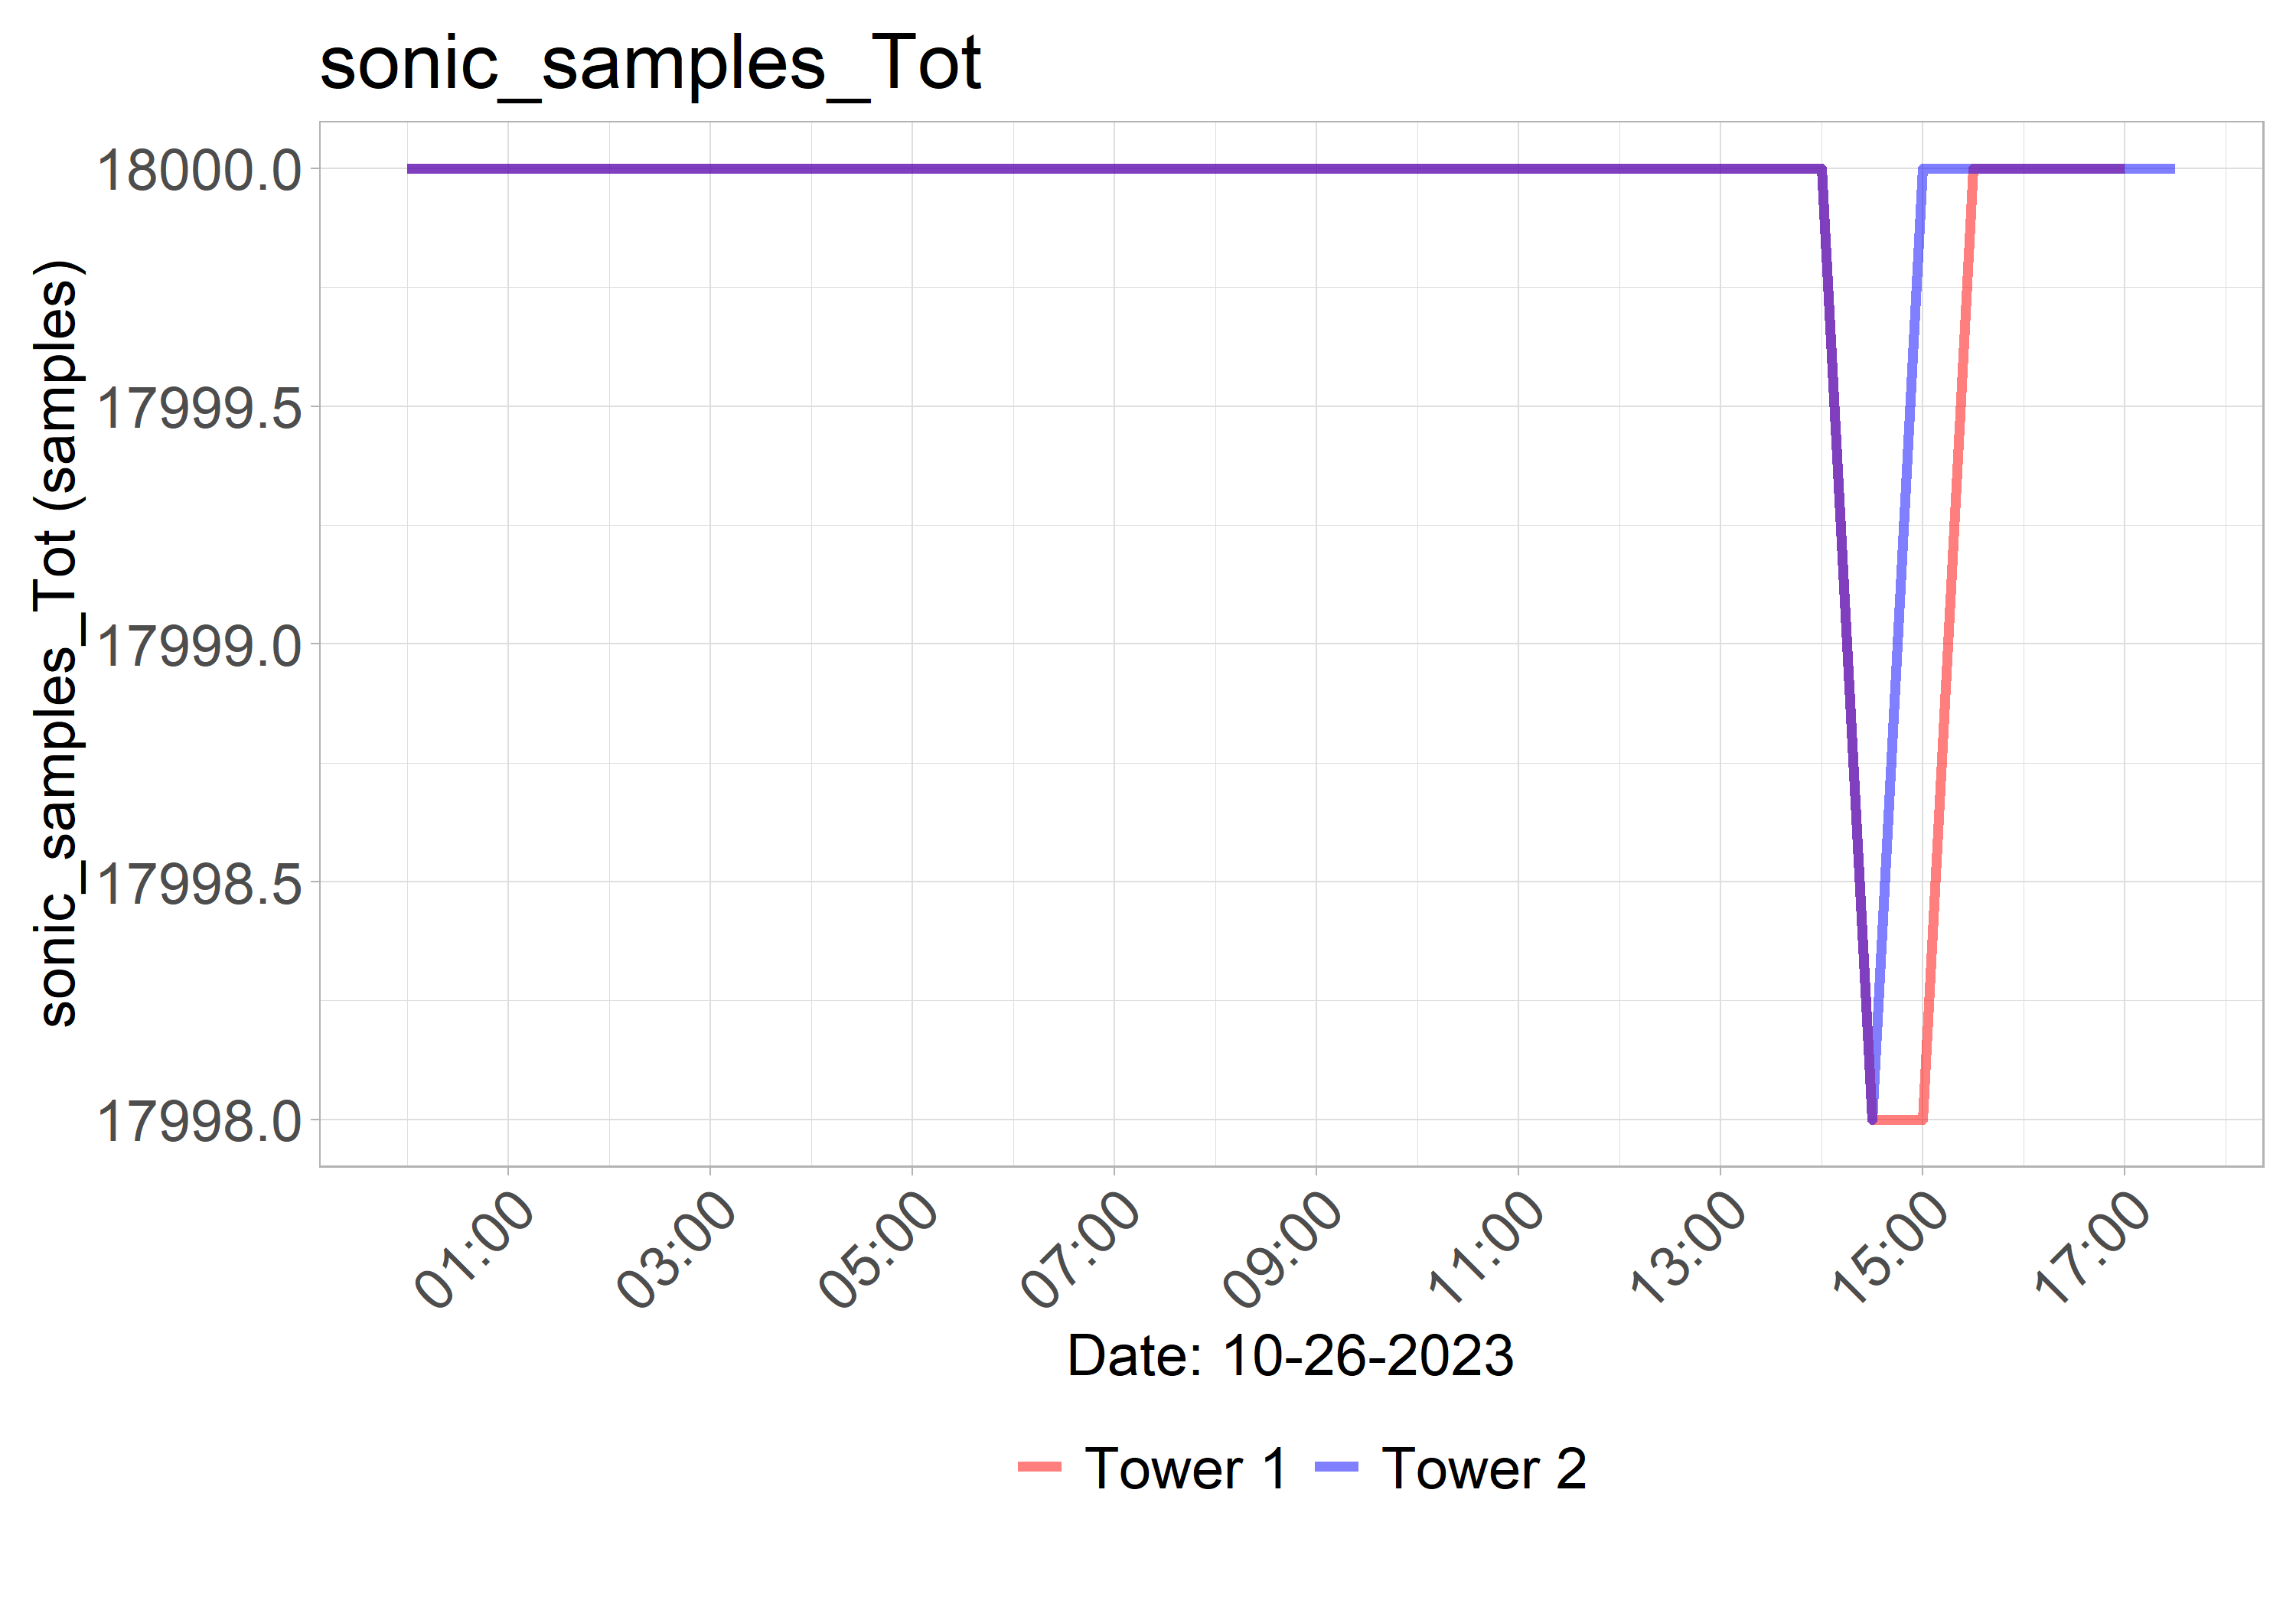 sonic_samples_Tot
sonic_samples_Tot (samples)
18000.0
17999.5
17999.0
17998.5
17998.0
01:00
03:00
05:00
07:00
09:00
11:00
13:00
15:00
17:00
Date: 10-26-2023
Tower 1
Tower 2